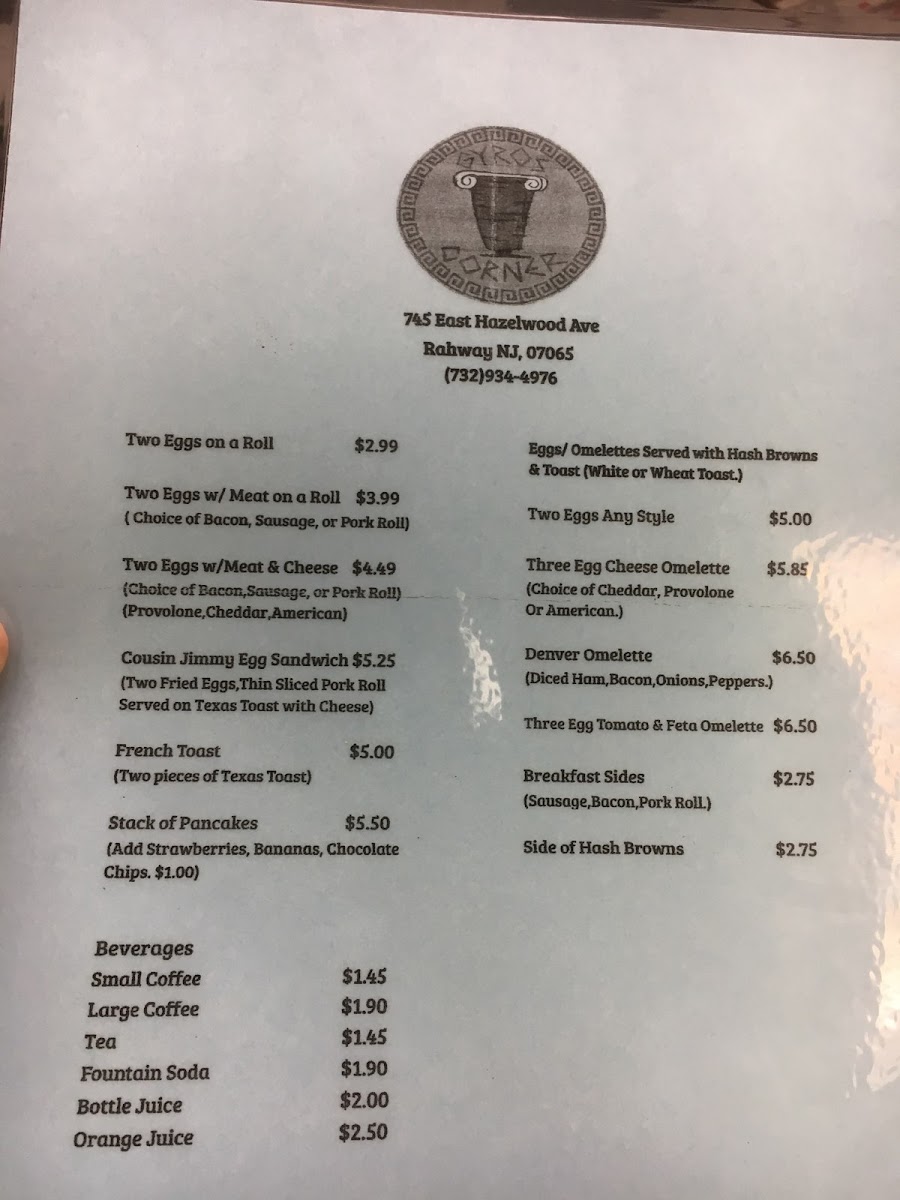 GYROS
CORNER
745 East Hazelwood Ave
Rahway NJ, 07065
(732)934-4976
Two Eggs on a Roll $2.99
Two Eggs w/ Meat on a Roll $3.99
( Choice of Bacon, Sausage, or Pork Roll)
Two Eggs w/Meat & Cheese $4.49
(Choice of Bacon,Sausage, or Pork Roll)
(Provolone,Cheddar,American)
Cousin Jimmy Egg Sandwich $5.25
(Two Fried Eggs,Thin Sliced Pork Roll
Served on Texas Toast with Cheese)
French Toast $5.00
(Two pieces of Texas Toast)
Stack of Pancakes $5.50
(Add Strawberries, Bananas, Chocolate
Chips. $1.00)
Eggs/ Omelettes Served with Hash Browns
& Toast (White or Wheat Toast.)
Two Eggs Any Style $5.00
Three Egg Cheese Omelette $5.85
(Choice of Cheddar, Provolone
Or American.)
Denver Omelette $6.50
(Diced Ham,Bacon,Onions,Peppers.)
Three Egg Tomato & Feta Omelette $6.50
Breakfast Sides $2.75
(Sausage,Bacon,Pork Roll.)
Side of Hash Browns $2.75
Beverages
Small Coffee $1.45
Large Coffee $1.90
Tea $1.45
Fountain Soda $1.90
Bottle Juice $2.00
Orange Juice $2.50